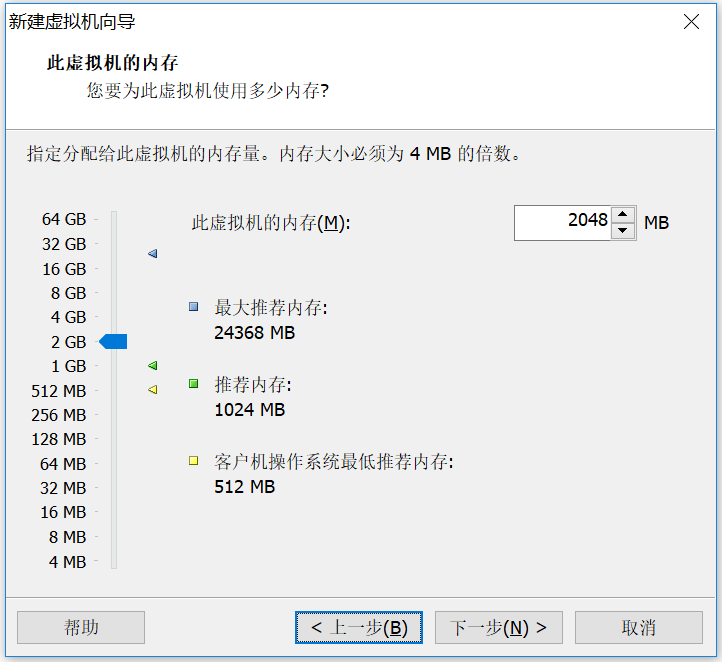 新建虚拟机向导
此虚拟机的内存
您要为此虚拟机使用多少内存?
指定分配给此虚拟机的内存量。内存大小必须为 4 MB 的倍数。
64 GB
32 GB
16 GB
8 GB
4 GB
2 GB
1 GB
512 MB
256 MB
128 MB
64 MB
32 MB
16 MB
8 MB
4 MB
此虚拟机的内存(M):
2048 MB
最大推荐内存:
24368 MB
推荐内存:
1024 MB
客户机操作系统最低推荐内存:
512 MB
帮助
< 上一步(B)
下一步(N) >
取消